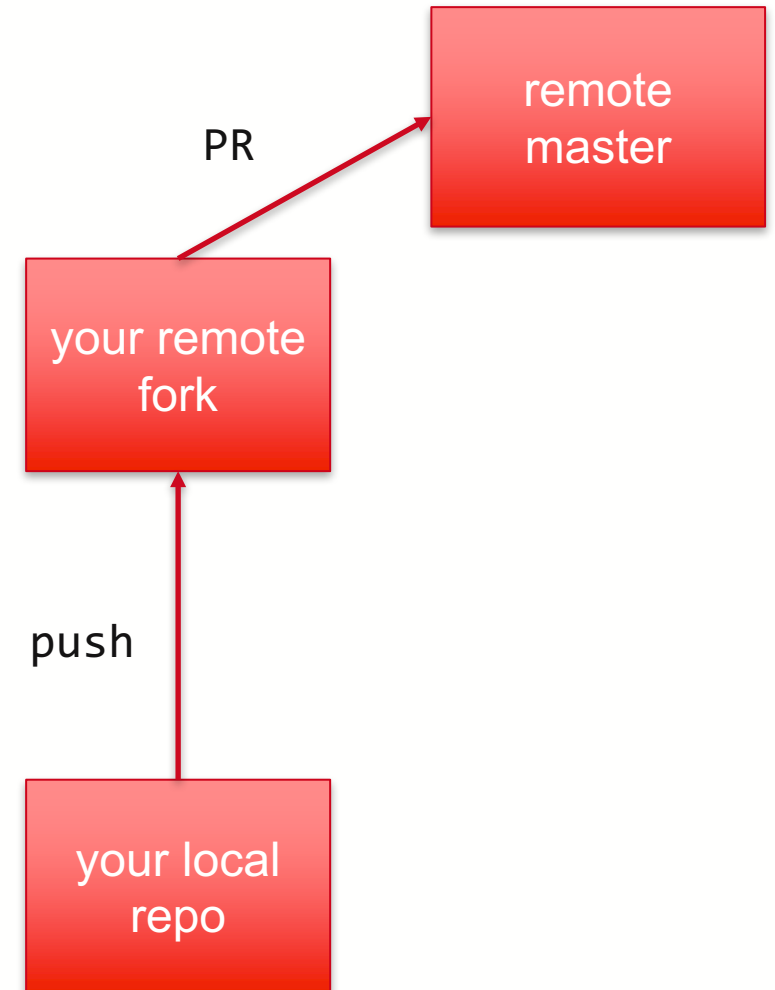 remote
master
PR
your remote
fork
push
your local
repo